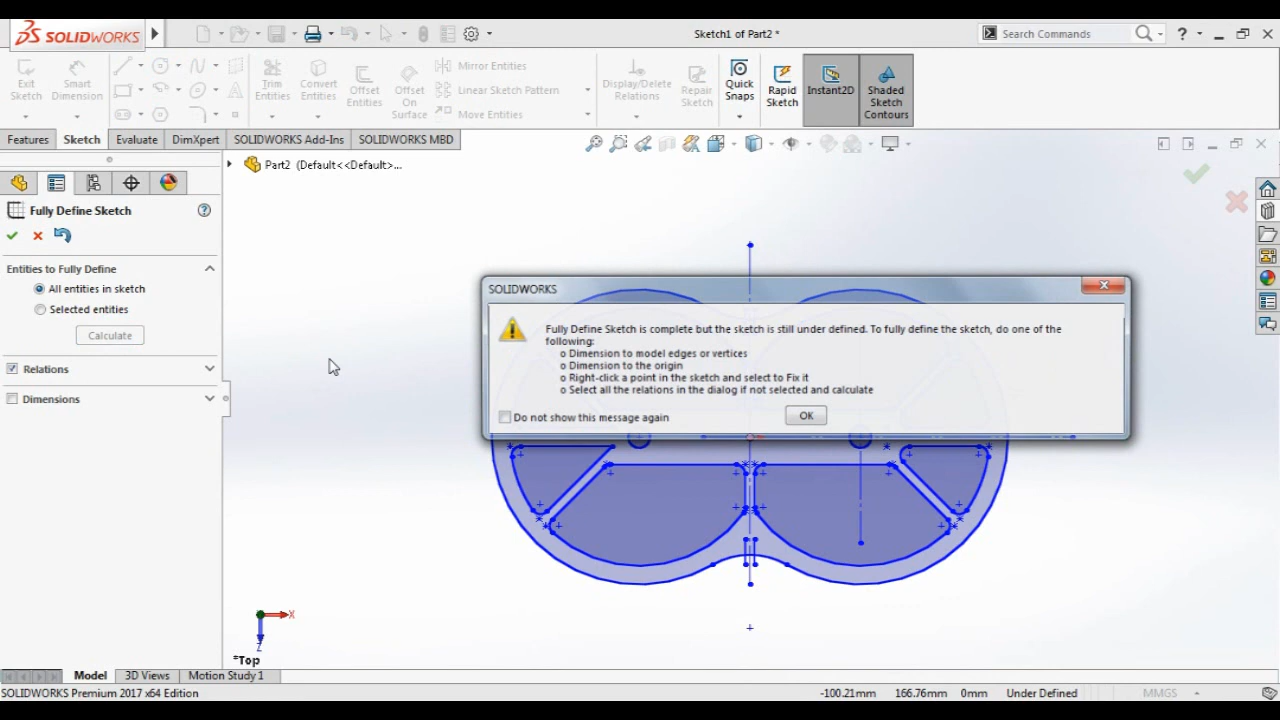 SOLIDWORKS
Sketch1 of Part2 *
Search Commands
?
Exit Sketch
Smart Dimension
Trim Entities
Convert Entities
Offset Entities
Offset On Surface
Mirror Entities
Linear Sketch Pattern
Move Entities
Display/Delete Relations
Repair Sketch
Quick Snaps
Rapid Sketch
Instant2D
Shaded Sketch Contours
Features
Sketch
Evaluate
DimXpert
SOLIDWORKS Add-Ins
SOLIDWORKS MBD
Part2 (Default<<Default>...
Fully Define Sketch
?
Entities to Fully Define
All entities in sketch
Selected entities
Calculate
Relations
Dimensions
SOLIDWORKS
Fully Define Sketch is complete but the sketch is still under defined. To fully define the sketch, do one of the
following:
o Dimension to model edges or vertices
o Dimension to the origin
o Right-click a point in the sketch and select to Fix it
o Select all the relations in the dialog if not selected and calculate
Do not show this message again
OK
X
Z
*Top
Model
3D Views
Motion Study 1
SOLIDWORKS Premium 2017 x64 Edition
-100.21mm
166.76mm
0mm
Under Defined
MMGS